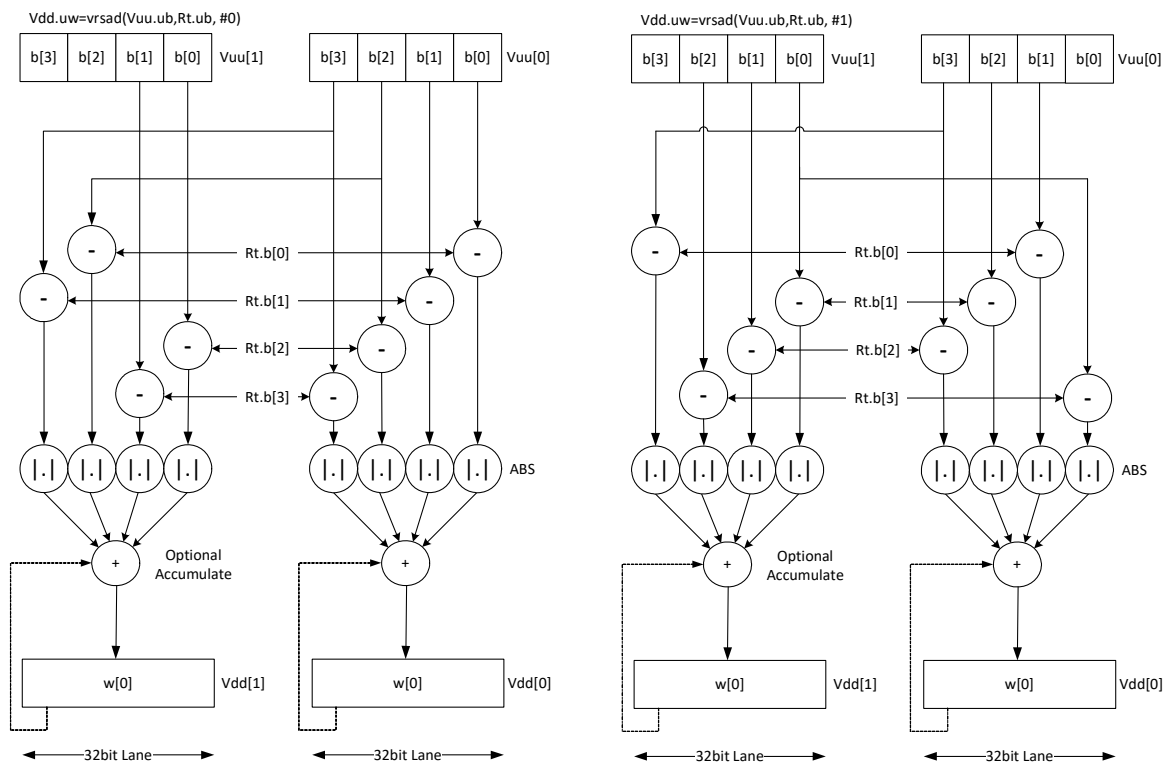 Vdd.uw=vrsad(Vuu.ub,Rt.ub, #0)
b[3] b[2] b[1] b[0] Vuu[1] b[3] b[2] b[1] b[0] Vuu[0]
- Rt.b[0] -
- Rt.b[1] -
- Rt.b[2] -
- Rt.b[3] -
|.| |.| |.| |.| |.| |.| |.| |.| ABS
+ Optional +
Accumulate
w[0] Vdd[1] w[0] Vdd[0]
32bit Lane 32bit Lane
Vdd.uw=vrsad(Vuu.ub,Rt.ub, #1)
b[3] b[2] b[1] b[0] Vuu[1] b[3] b[2] b[1] b[0] Vuu[0]
- Rt.b[0] -
- Rt.b[1] -
- Rt.b[2] -
- Rt.b[3] -
|.| |.| |.| |.| |.| |.| |.| |.| ABS
+ Optional +
Accumulate
w[0] Vdd[1] w[0] Vdd[0]
32bit Lane 32bit Lane